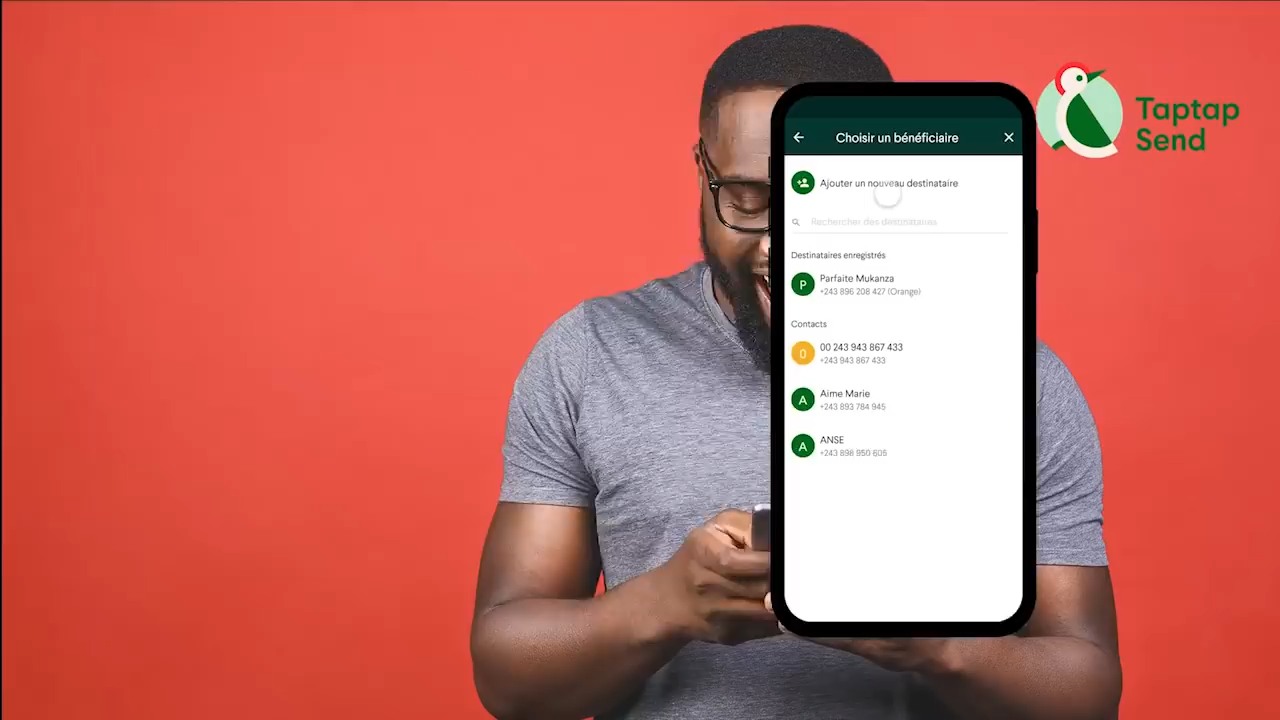 Taptap
Send
Choisir un bénéficiaire
Ajouter un nouveau destinataire
Rechercher des destinataires
Destinataires enregistrés
P
Parfaite Mukanza
+243 896 208 427 (Orange)
Contacts
0
00 243 943 867 433
+243 943 867 433
A
Aime Marie
+243 893 784 945
A
ANSE
+243 898 950 605